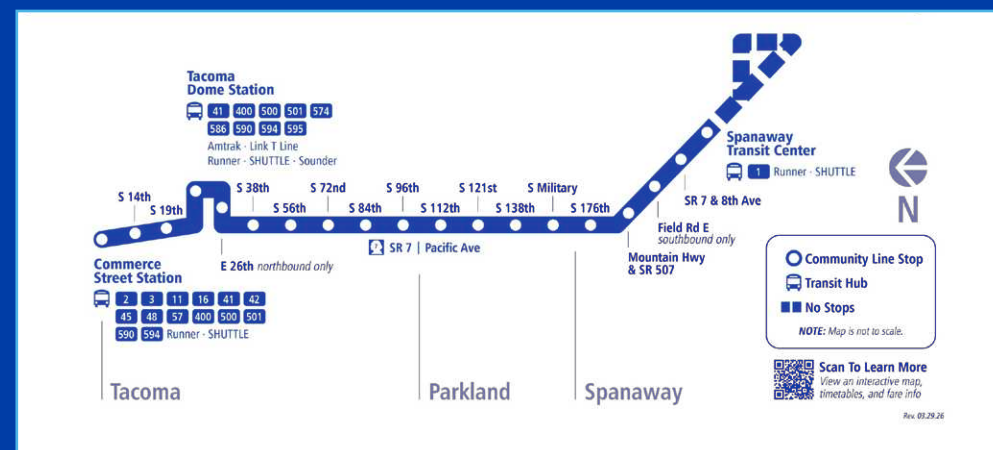 Tacoma
Dome Station
41 400 500 501 574
586 590 594 595
Amtrak · Link T Line
Runner · SHUTTLE · Sounder
S 14th
S 19th
S 38th
S 56th
S 72nd
S 84th
S 96th
S 112th
S 121st
S 138th
S Military
S 176th
Spanaway
Transit Center
1 Runner · SHUTTLE
SR 7 & 8th Ave
Field Rd E
southbound only
Mountain Hwy
& SR 507
SR 7 | Pacific Ave
E 26th northbound only
Commerce
Street Station
2 3 11 16 41 42
45 48 57 400 500 501
590 594 Runner · SHUTTLE
Tacoma
Parkland
Spanaway
N
Community Line Stop
Transit Hub
No Stops
NOTE: Map is not to scale.
Scan To Learn More
View an interactive map,
timetables, and fare info
Rev. 03.29.26